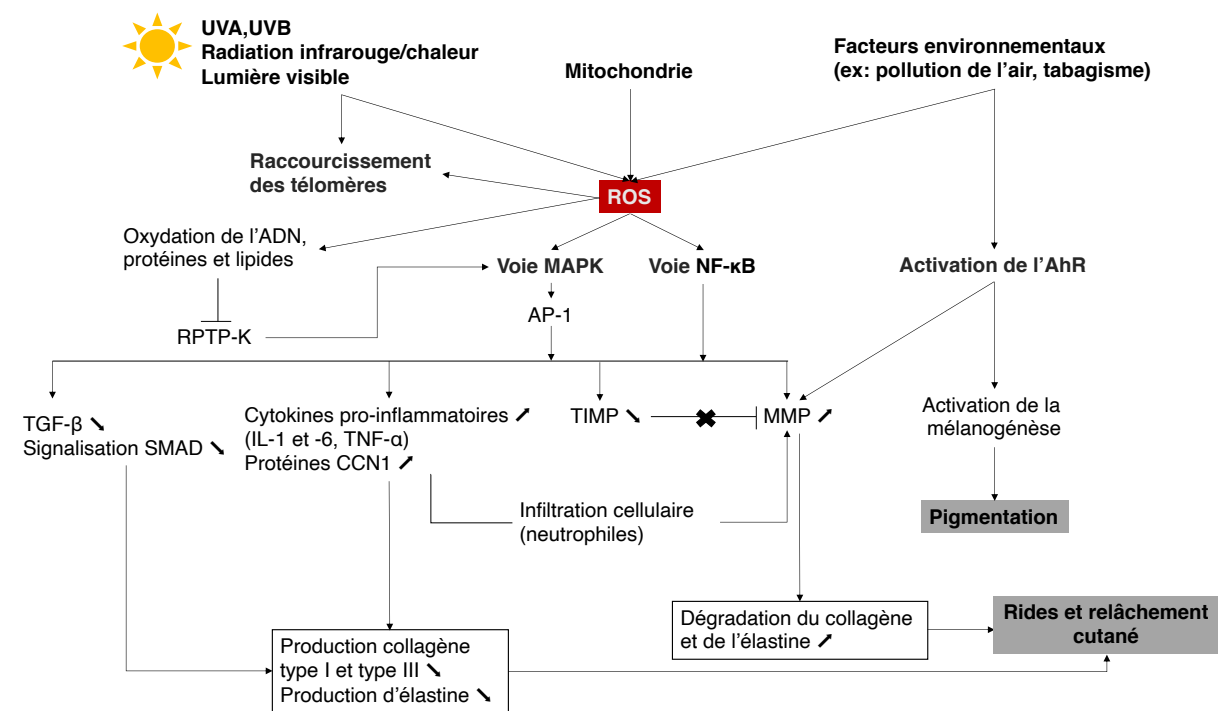 UVA,UVB
Radiation infrarouge/chaleur
Lumière visible
Mitochondrie
Facteurs environnementaux
(ex: pollution de l’air, tabagisme)
Raccourcissement
des télomères
ROS
Oxydation de l’ADN,
protéines et lipides
Voie MAPK
Voie NF-κB
Activation de l’AhR
AP-1
RPTP-K
TGF-β
Signalisation SMAD
Cytokines pro-inflammatoires
(IL-1 et -6, TNF-α)
Protéines CCN1
TIMP
MMP
Activation de la
mélanogénèse
Infiltration cellulaire
(neutrophiles)
Pigmentation
Production collagène
type I et type III
Production d’élastine
Dégradation du collagène
et de l’élastine
Rides et relâchement
cutané